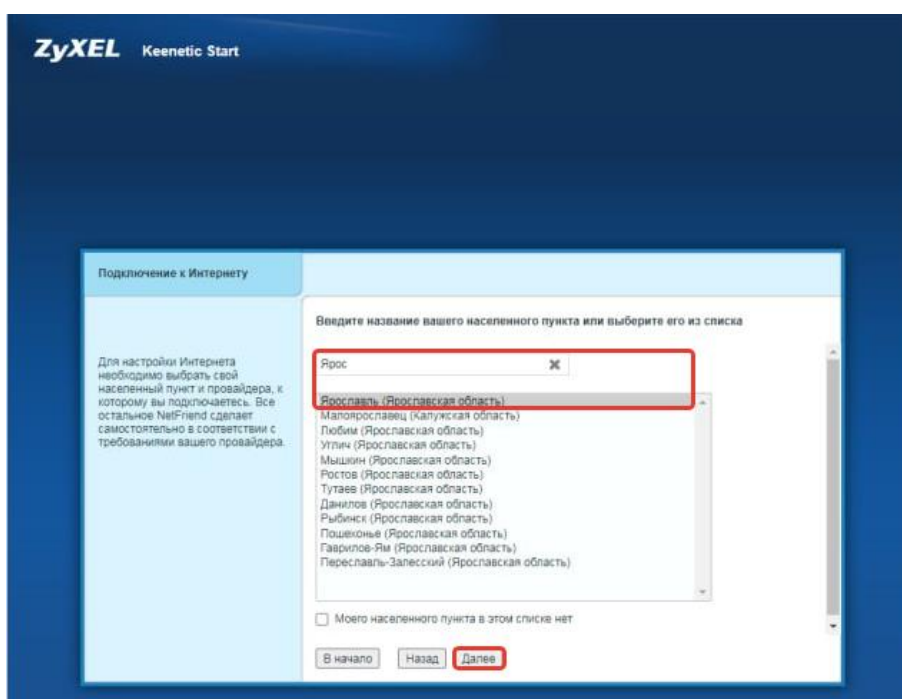 ZyXEL Keenetic Start
Подключение к Интернету
Введите название вашего населенного пункта или выберите его из списка
Для настройки Интернета
необходимо выбрать свой
населенный пункт и провайдера, к
которому вы подключаетесь. Все
остальное NetFriend сделает
самостоятельно в соответствии с
требованиями вашего провайдера.
Ярос
Ярославль (Ярославская область)
Малоярославец (Калужская область)
Любим (Ярославская область)
Углич (Ярославская область)
Мышкин (Ярославская область)
Ростов (Ярославская область)
Тутаев (Ярославская область)
Данилов (Ярославская область)
Рыбинск (Ярославская область)
Пошехонье (Ярославская область)
Гаврилов-Ям (Ярославская область)
Переславль-Залесский (Ярославская область)
Моего населенного пункта в этом списке нет
В начало Назад Далее